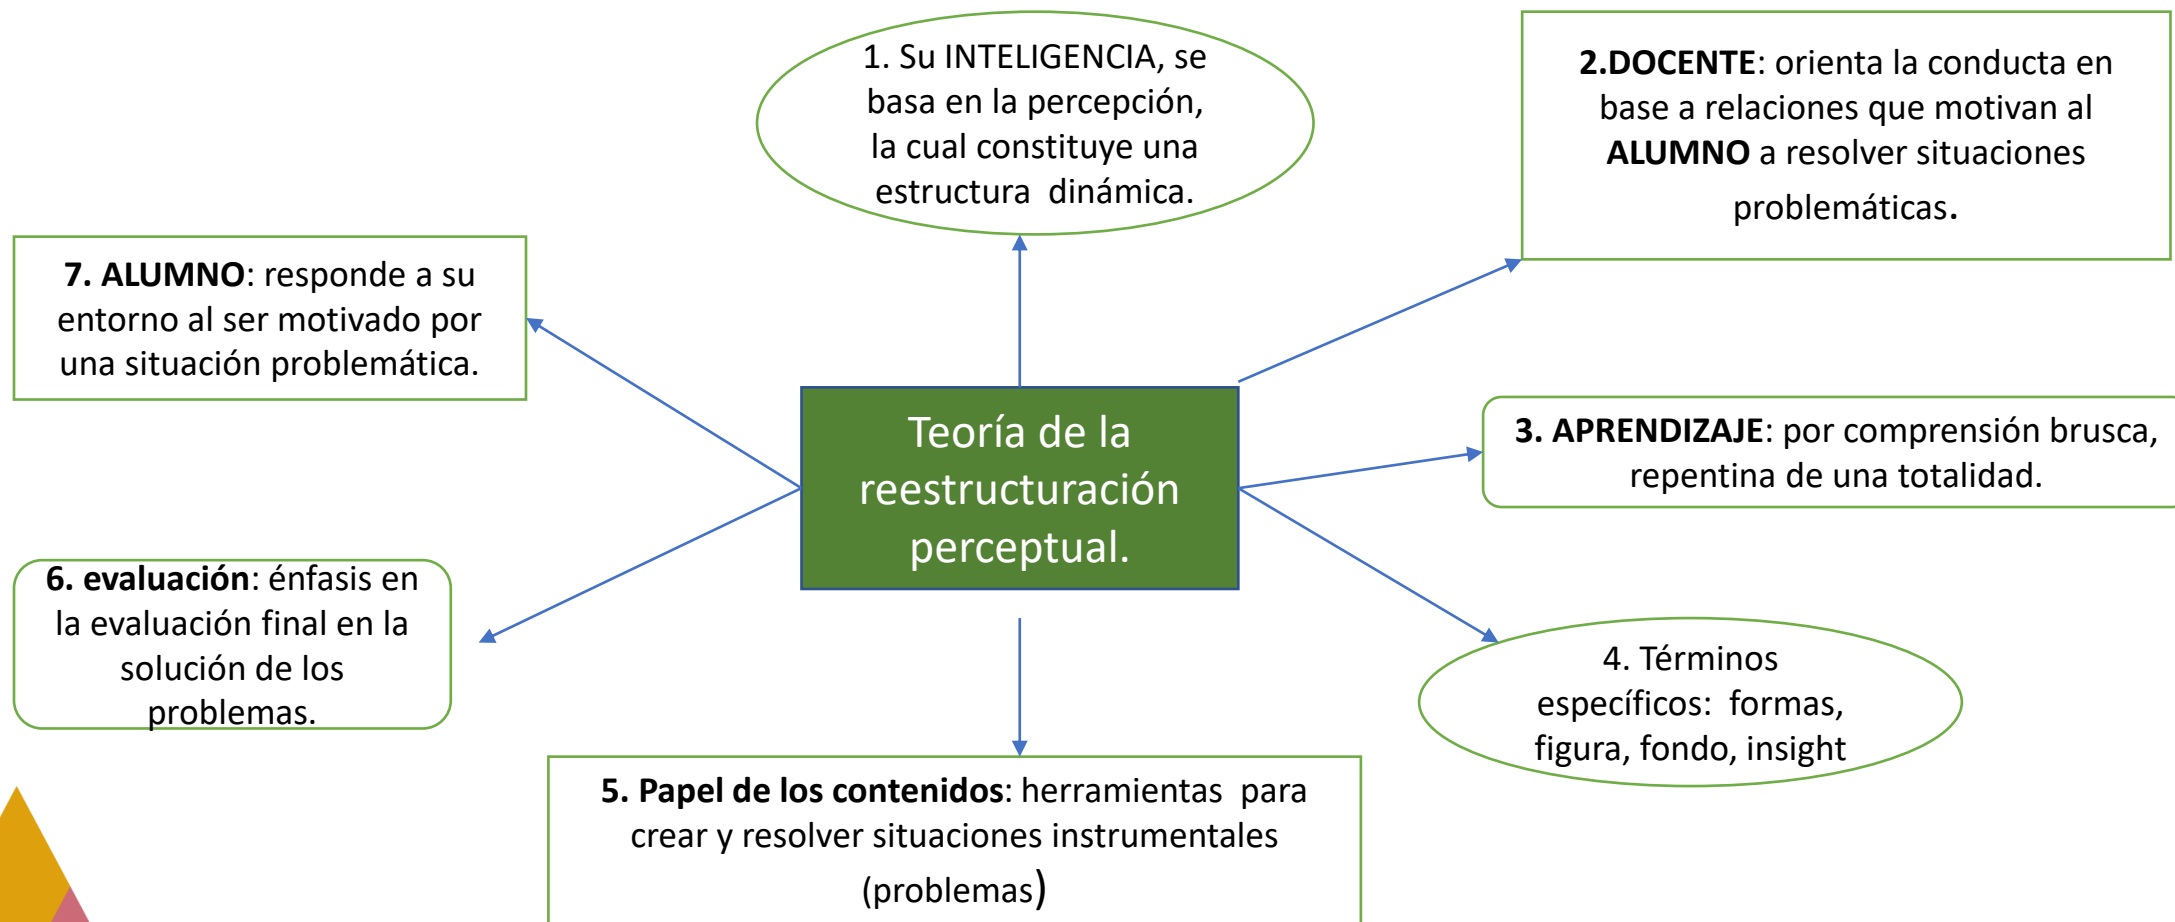 1. Su INTELIGENCIA, se
basa en la percepción,
la cual constituye una
estructura dinámica.
2.DOCENTE: orienta la conducta en
base a relaciones que motivan al
ALUMNO a resolver situaciones
problemáticas.
7. ALUMNO: responde a su
entorno al ser motivado por
una situación problemática.
Teoría de la
reestructuración
perceptual.
3. APRENDIZAJE: por comprensión brusca,
repentina de una totalidad.
6. evaluación: énfasis en
la evaluación final en la
solución de los
problemas.
4. Términos
específicos: formas,
figura, fondo, insight
5. Papel de los contenidos: herramientas para
crear y resolver situaciones instrumentales
(problemas)